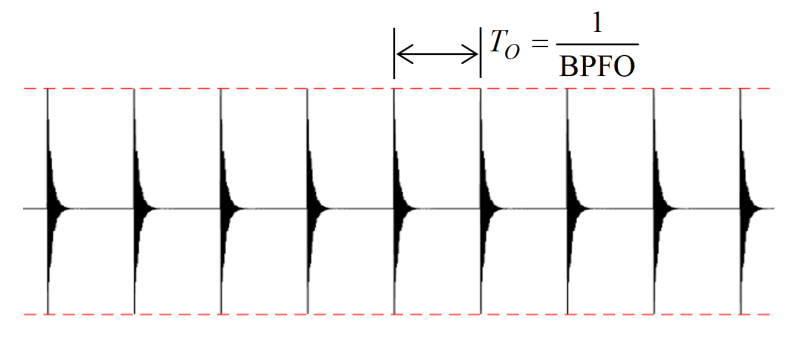 T_O = 1/BPFO